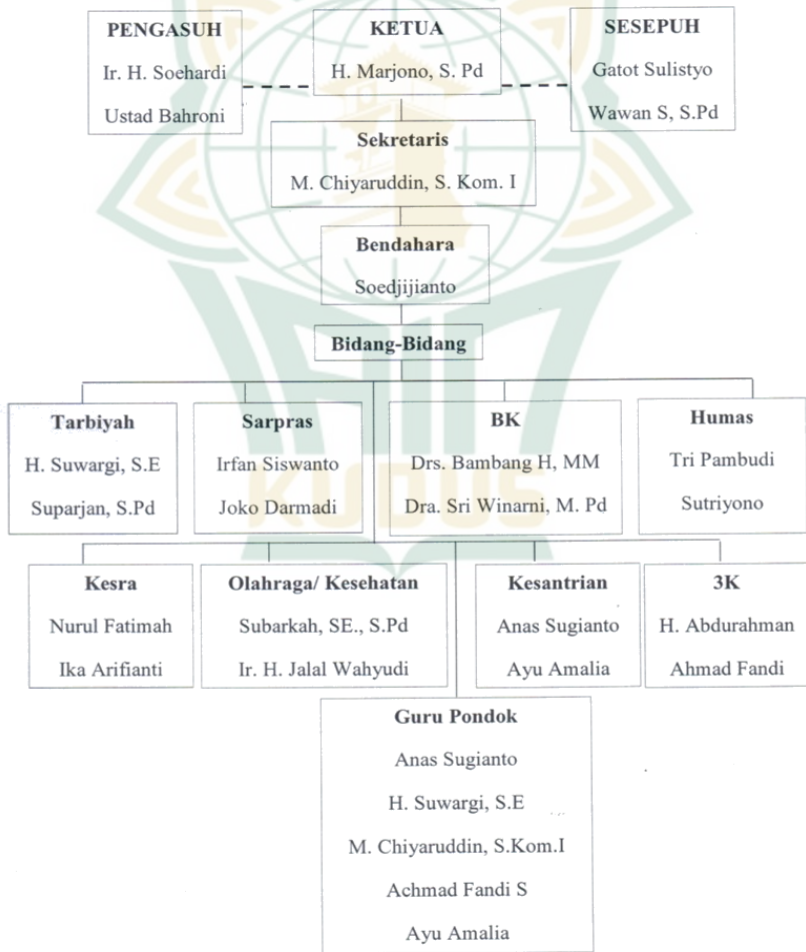 PENGASUH
Ir. H. Soehardi
Ustad Bahroni
KETUA
H. Marjono, S. Pd
SESEPUH
Gatot Sulistyo
Wawan S, S.Pd
Sekretaris
M. Chiyaruddin, S. Kom. I
Bendahara
Soedjijianto
Bidang-Bidang
Tarbiyah
H. Suwargi, S.E
Suparjan, S.Pd
Sarpras
Irfan Siswanto
Joko Darmadi
BK
Drs. Bambang H, MM
Dra. Sri Winarni, M. Pd
Humas
Tri Pambudi
Sutriyono
Kesra
Nurul Fatimah
Ika Arifianti
Olahraga/ Kesehatan
Subarkah, SE., S.Pd
Ir. H. Jalal Wahyudi
Kesantrian
Anas Sugianto
Ayu Amalia
3K
H. Abdurahman
Ahmad Fandi
Guru Pondok
Anas Sugianto
H. Suwargi, S.E
M. Chiyaruddin, S.Kom.I
Achmad Fandi S
Ayu Amalia
IAIN
KUDUS